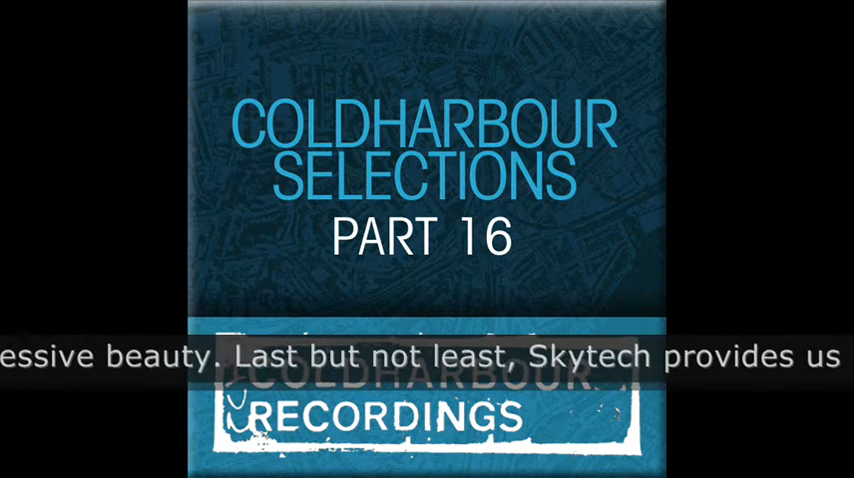 COLDHARBOUR
SELECTIONS
PART 16
essive beauty. Last but not least, Skytech provides us
COLDHARBOUR
RECORDINGS